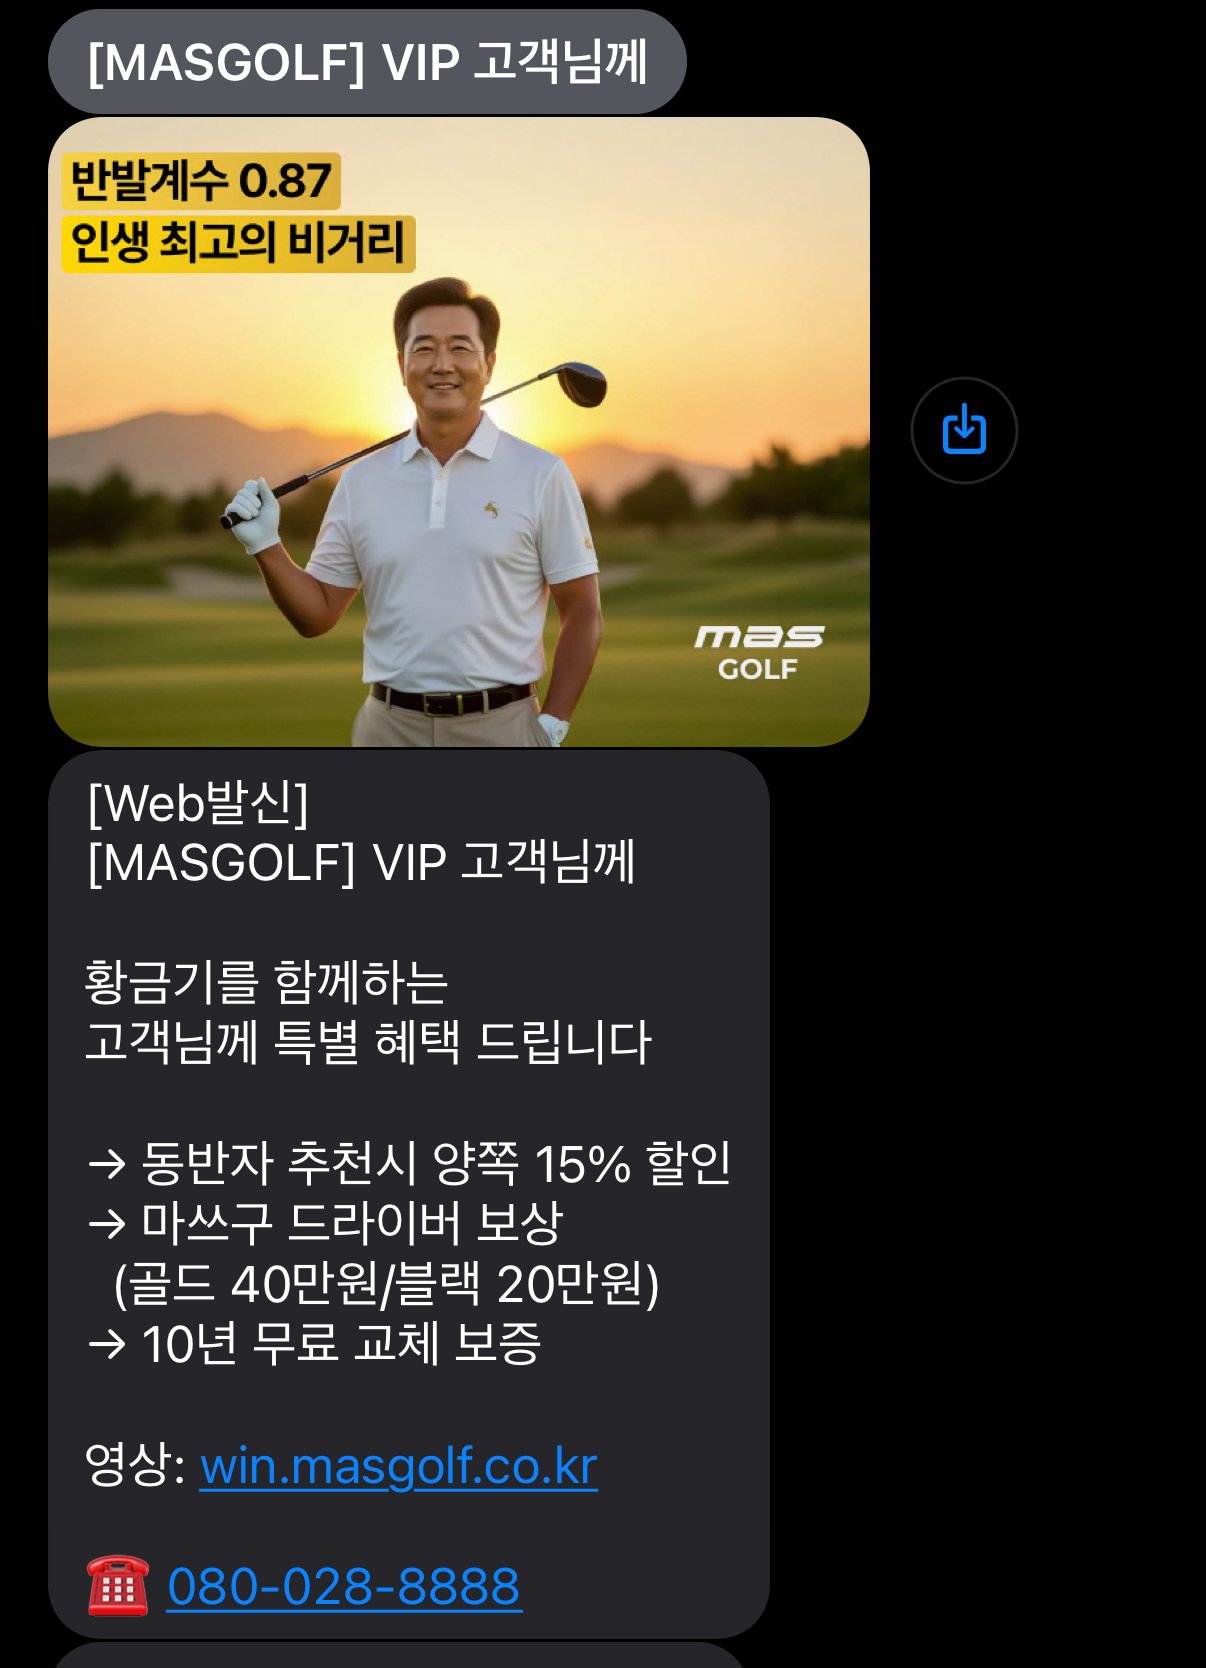 [MASGOLF] VIP 고객님께
반발계수 0.87
인생 최고의 비거리
mas
GOLF
[Web발신]
[MASGOLF] VIP 고객님께
황금기를 함께하는
고객님께 특별 혜택 드립니다
→ 동반자 추천시 양쪽 15% 할인
→ 마쓰구 드라이버 보상
(골드 40만원/블랙 20만원)
→ 10년 무료 교체 보증
영상: win.masgolf.co.kr
☎️ 080-028-8888